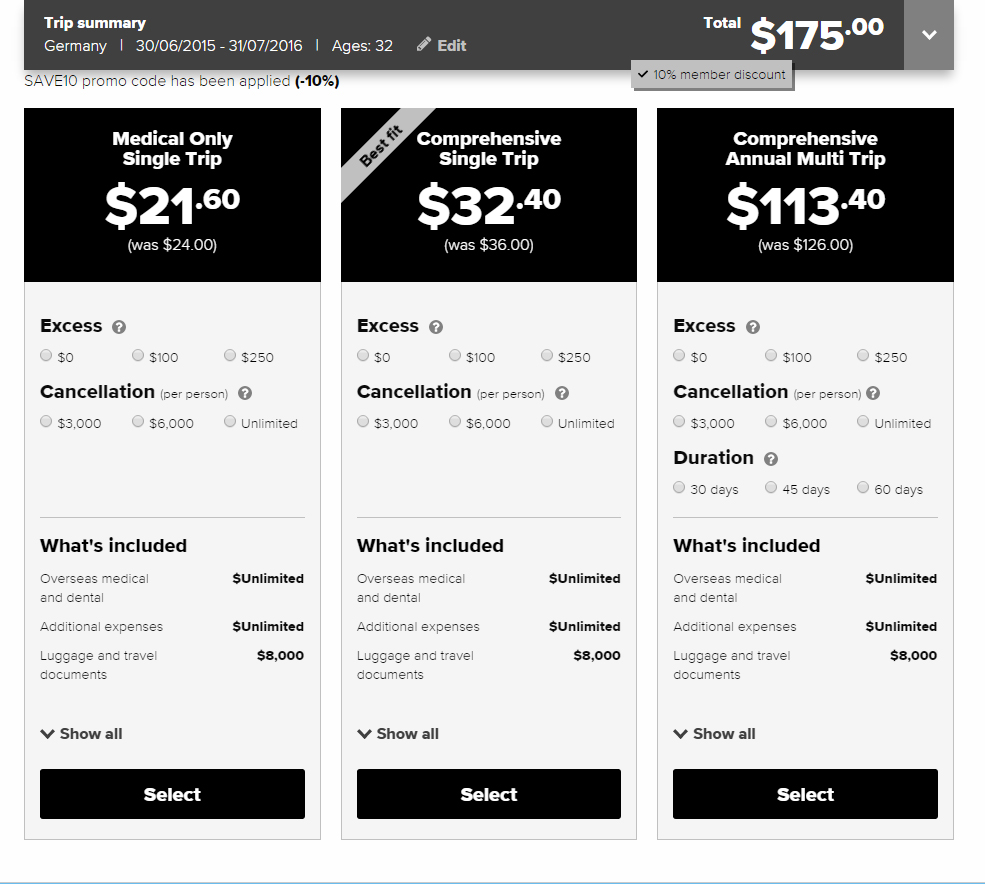 Trip summary
Germany | 30/06/2015 - 31/07/2016 | Ages: 32 Edit
Total $175.00
10% member discount
SAVE10 promo code has been applied (-10%)
Medical Only
Single Trip
$21.60
(was $24.00)
Excess ?
$0 $100 $250
Cancellation (per person) ?
$3,000 $6,000 Unlimited
What's included
Overseas medical $Unlimited
and dental
Additional expenses $Unlimited
Luggage and travel $8,000
documents
Show all
Select
Best fit
Comprehensive
Single Trip
$32.40
(was $36.00)
Excess ?
$0 $100 $250
Cancellation (per person) ?
$3,000 $6,000 Unlimited
What's included
Overseas medical $Unlimited
and dental
Additional expenses $Unlimited
Luggage and travel $8,000
documents
Show all
Select
Comprehensive
Annual Multi Trip
$113.40
(was $126.00)
Excess ?
$0 $100 $250
Cancellation (per person) ?
$3,000 $6,000 Unlimited
Duration ?
30 days 45 days 60 days
What's included
Overseas medical $Unlimited
and dental
Additional expenses $Unlimited
Luggage and travel $8,000
documents
Show all
Select